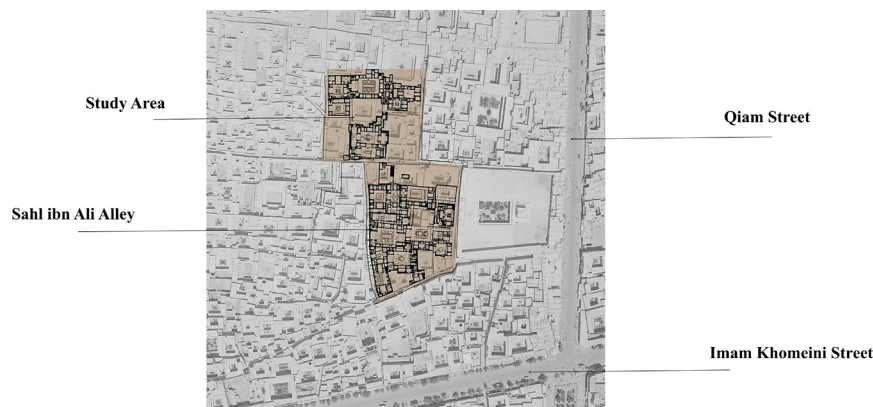 Study Area
Qiam Street
Sahl ibn Ali Alley
Imam Khomeini Street